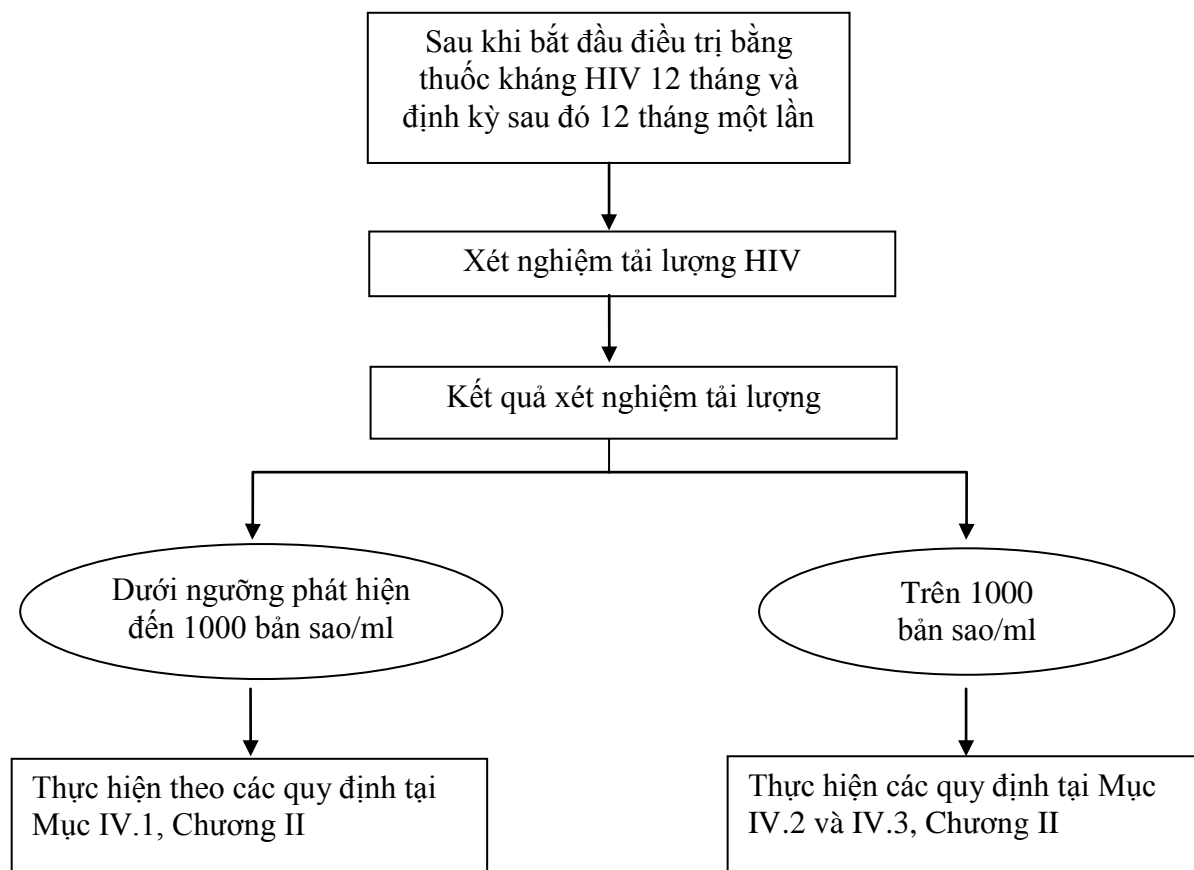 Sau khi bắt đầu điều trị bằng
thuốc kháng HIV 12 tháng và
định kỳ sau đó 12 tháng một lần
Xét nghiệm tải lượng HIV
Kết quả xét nghiệm tải lượng
Dưới ngưỡng phát hiện
đến 1000 bản sao/ml
Trên 1000
bản sao/ml
Thực hiện theo các quy định tại
Mục IV.1, Chương II
Thực hiện các quy định tại Mục
IV.2 và IV.3, Chương II